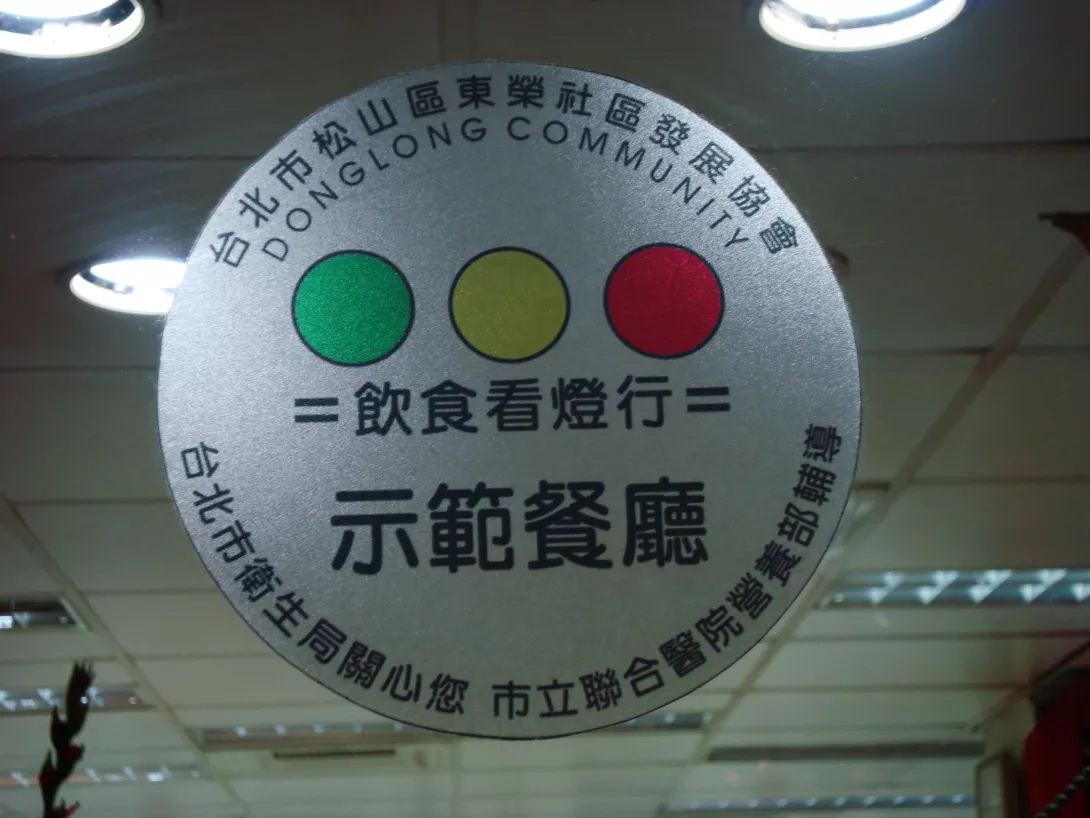 台北市松山區東榮社區發展協會
DONGLONG COMMUNITY
=飲食看燈行=
示範餐廳
台北市衛生局關心您 市立聯合醫院營養部輔導